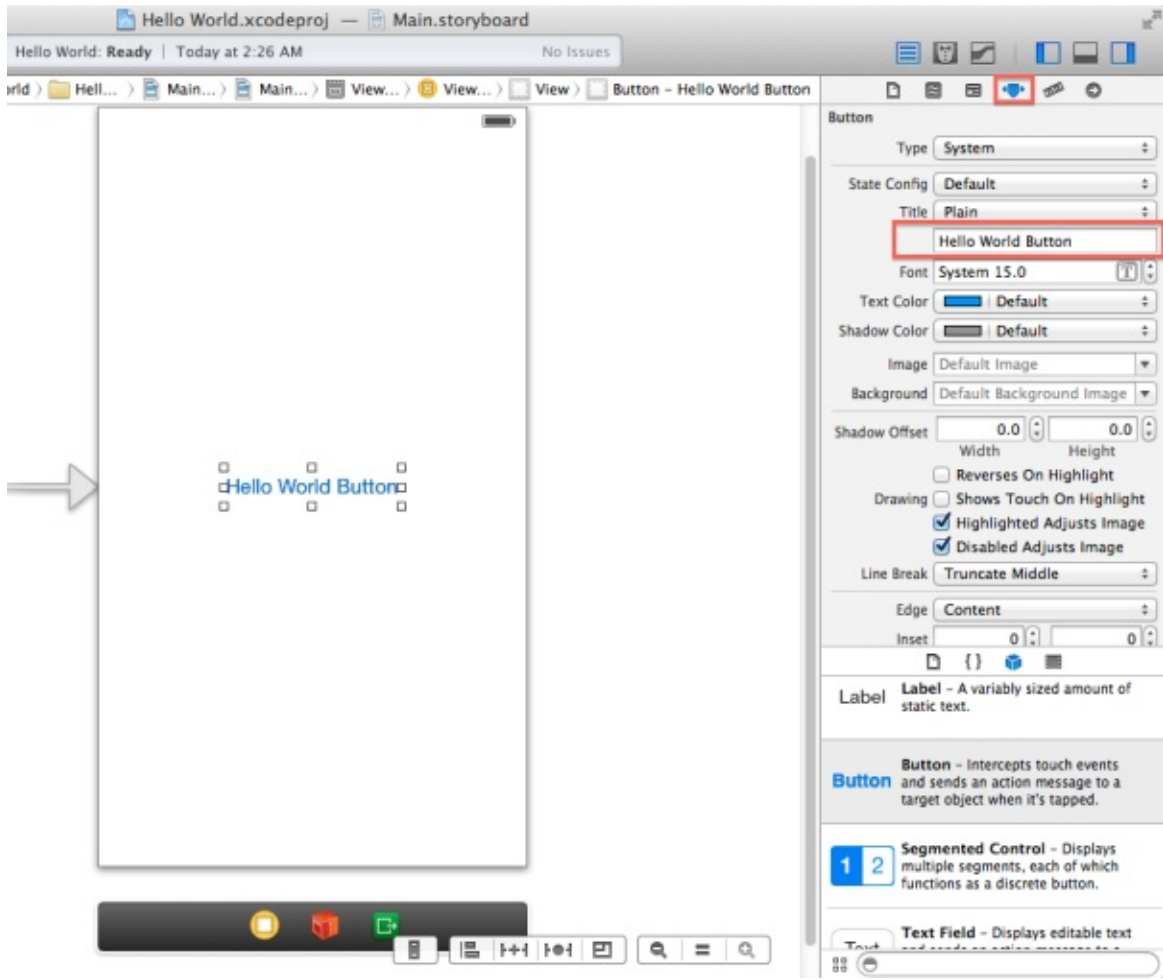 Hello World.xcodeproj — Main.storyboard
Hello World: Ready | Today at 2:26 AM No Issues
orld 〉 Hell... 〉 Main...〉 Main...〉 View...〉 View...〉 View 〉 Button – Hello World Button
Button
Type System
State Config Default
Title Plain
Hello World Button
Font System 15.0 T
Text Color Default
Shadow Color Default
Image Default Image
Background Default Background Image
Shadow Offset 0.0 0.0
Width Height
Reverses On Highlight
Drawing Shows Touch On Highlight
Highlighted Adjusts Image
Disabled Adjusts Image
Line Break Truncate Middle
Edge Content
Inset 0 0
Hello World Button
{ }
Label Label – A variably sized amount of
static text.
Button Button – Intercepts touch events
and sends an action message to a
target object when it's tapped.
1 2 Segmented Control – Displays
multiple segments, each of which
functions as a discrete button.
Text Text Field – Displays editable text